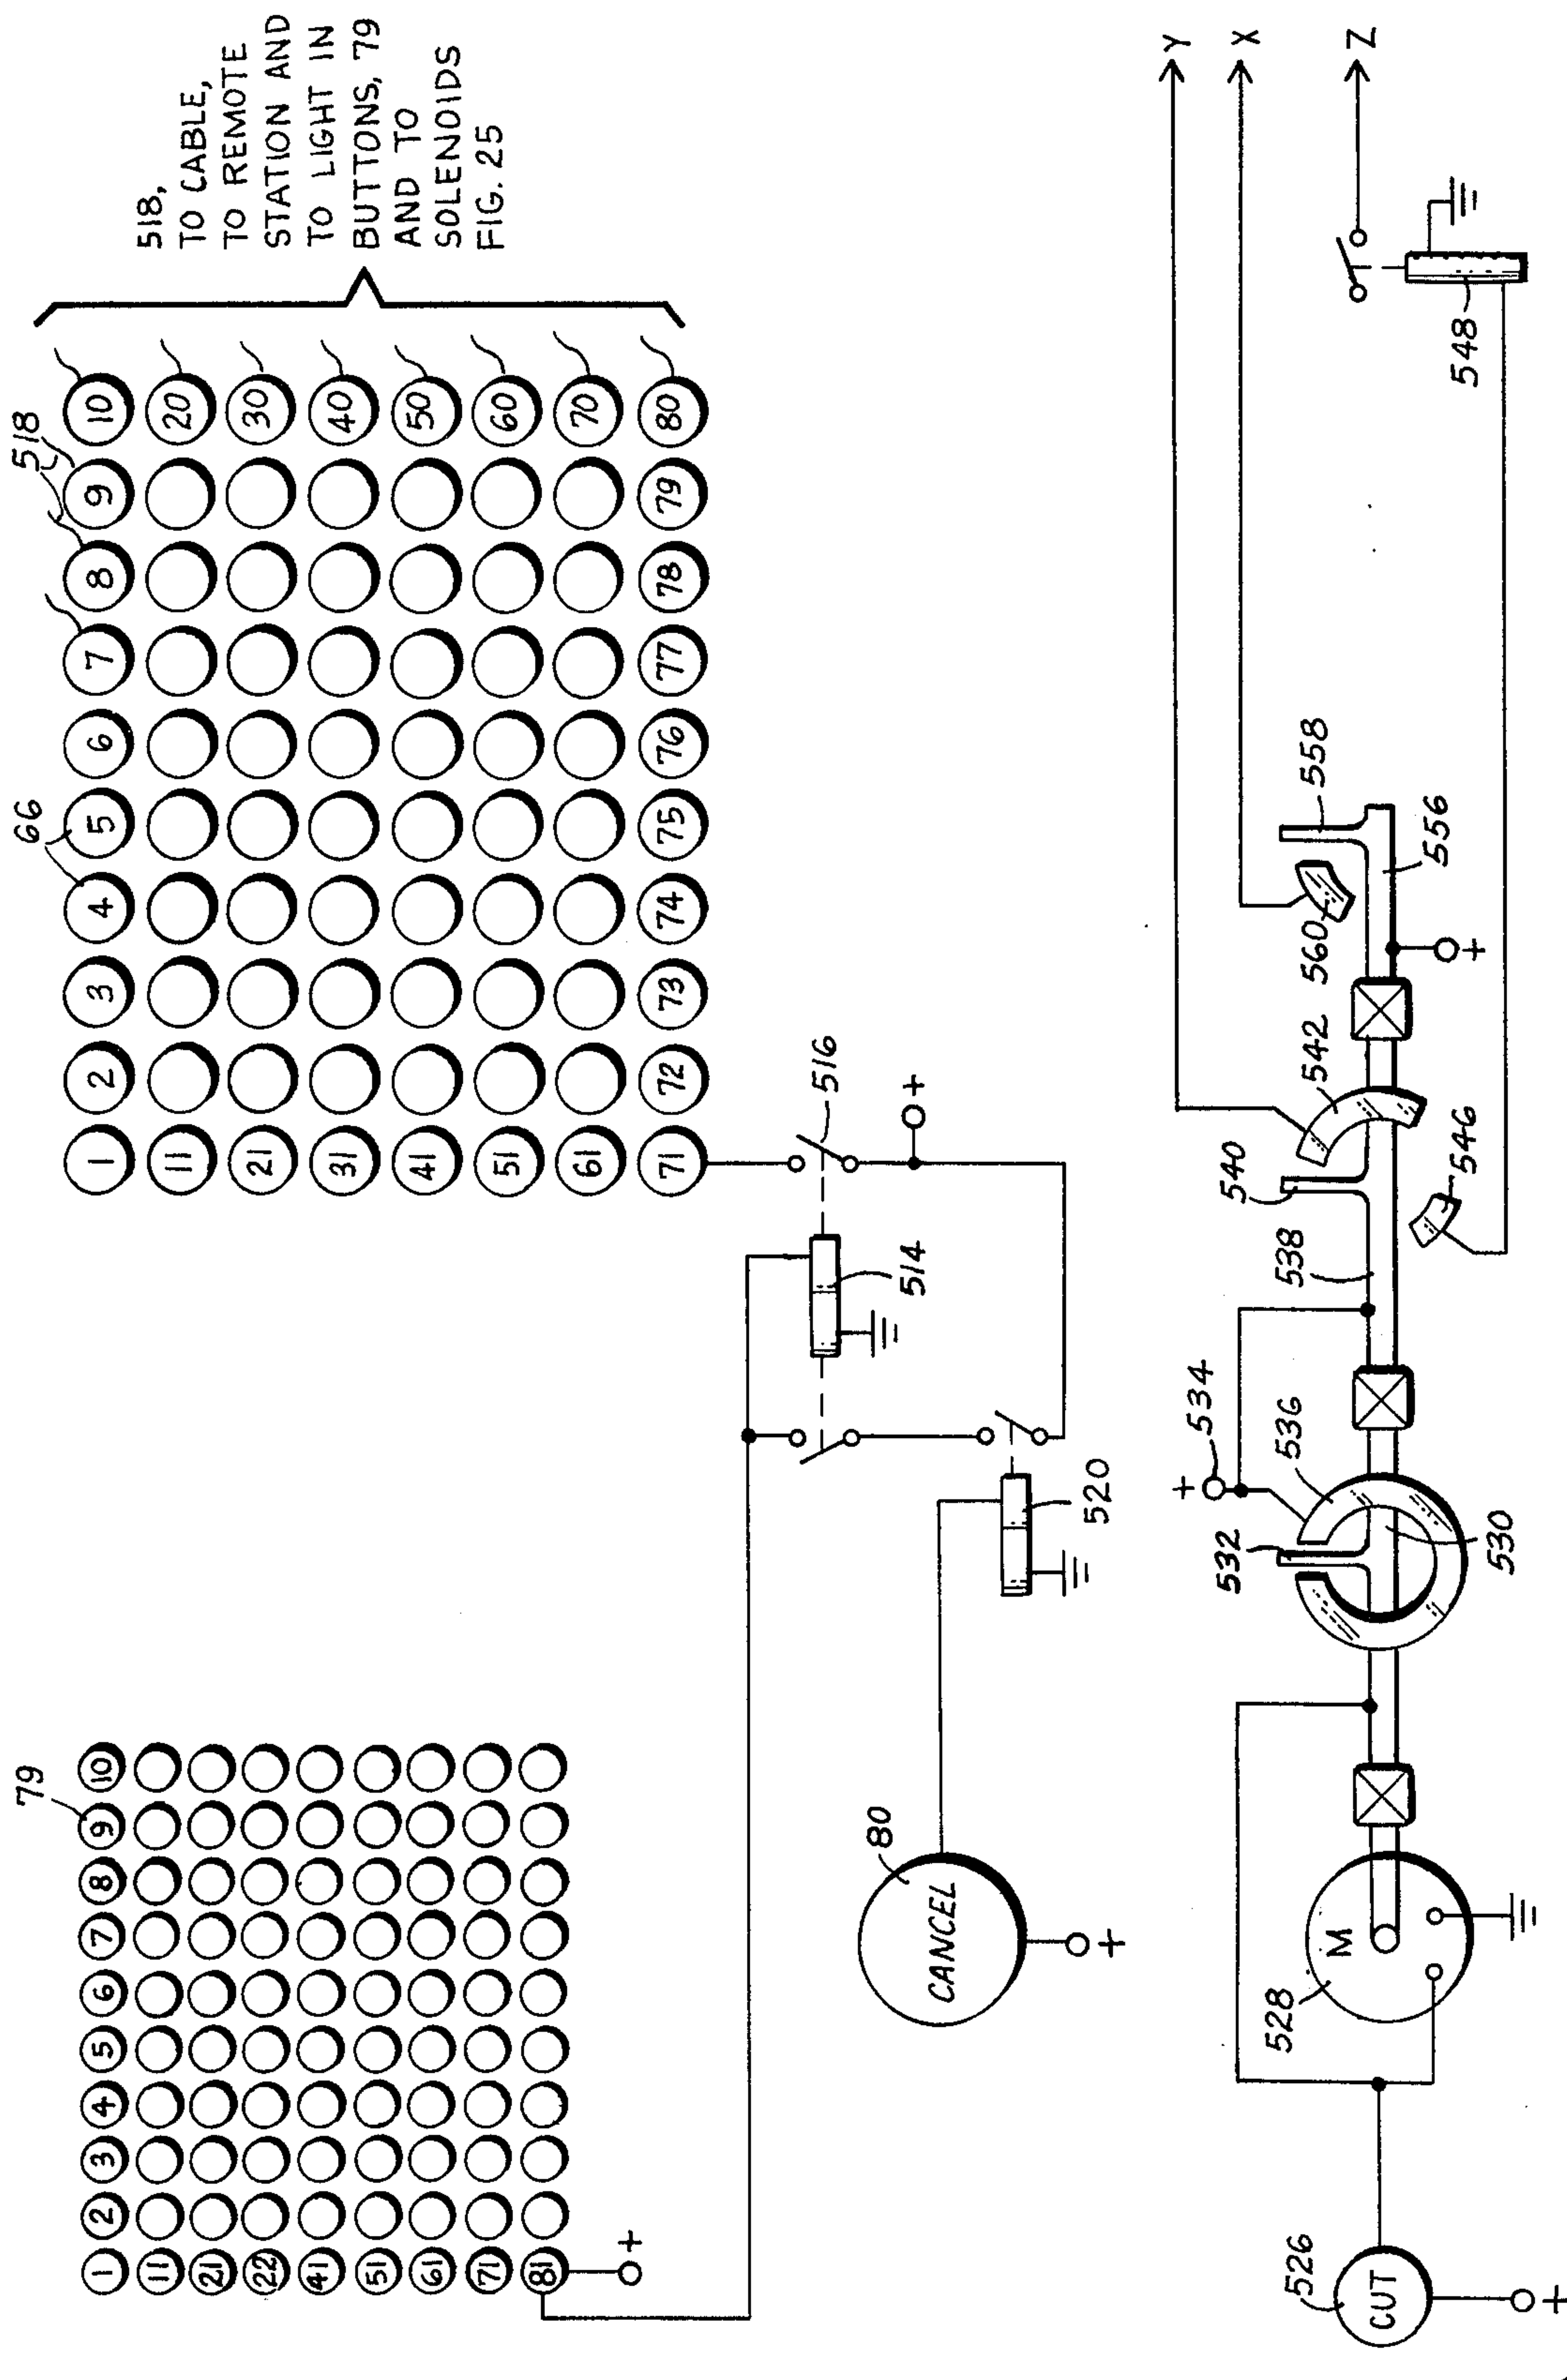 79
1 2 3 4 5 6 7 8 9 10
11
21
22
41
51
61
71
81
+
66
518
1 2 3 4 5 6 7 8 9 10
11 20
21 30
31 40
41 50
51 60
61 70
71 72 73 74 75 76 77 78 79 80
518,
TO CABLE,
TO REMOTE
STATION AND
TO LIGHT IN
BUTTONS, 79
AND TO
SOLENOIDS
FIG. 25
516
514
+
80
CANCEL
+
520
Y
X
Z
526
CUT
+
528
M
532
+ 534
536
530
538
540
542
546
560
558
556
+
548